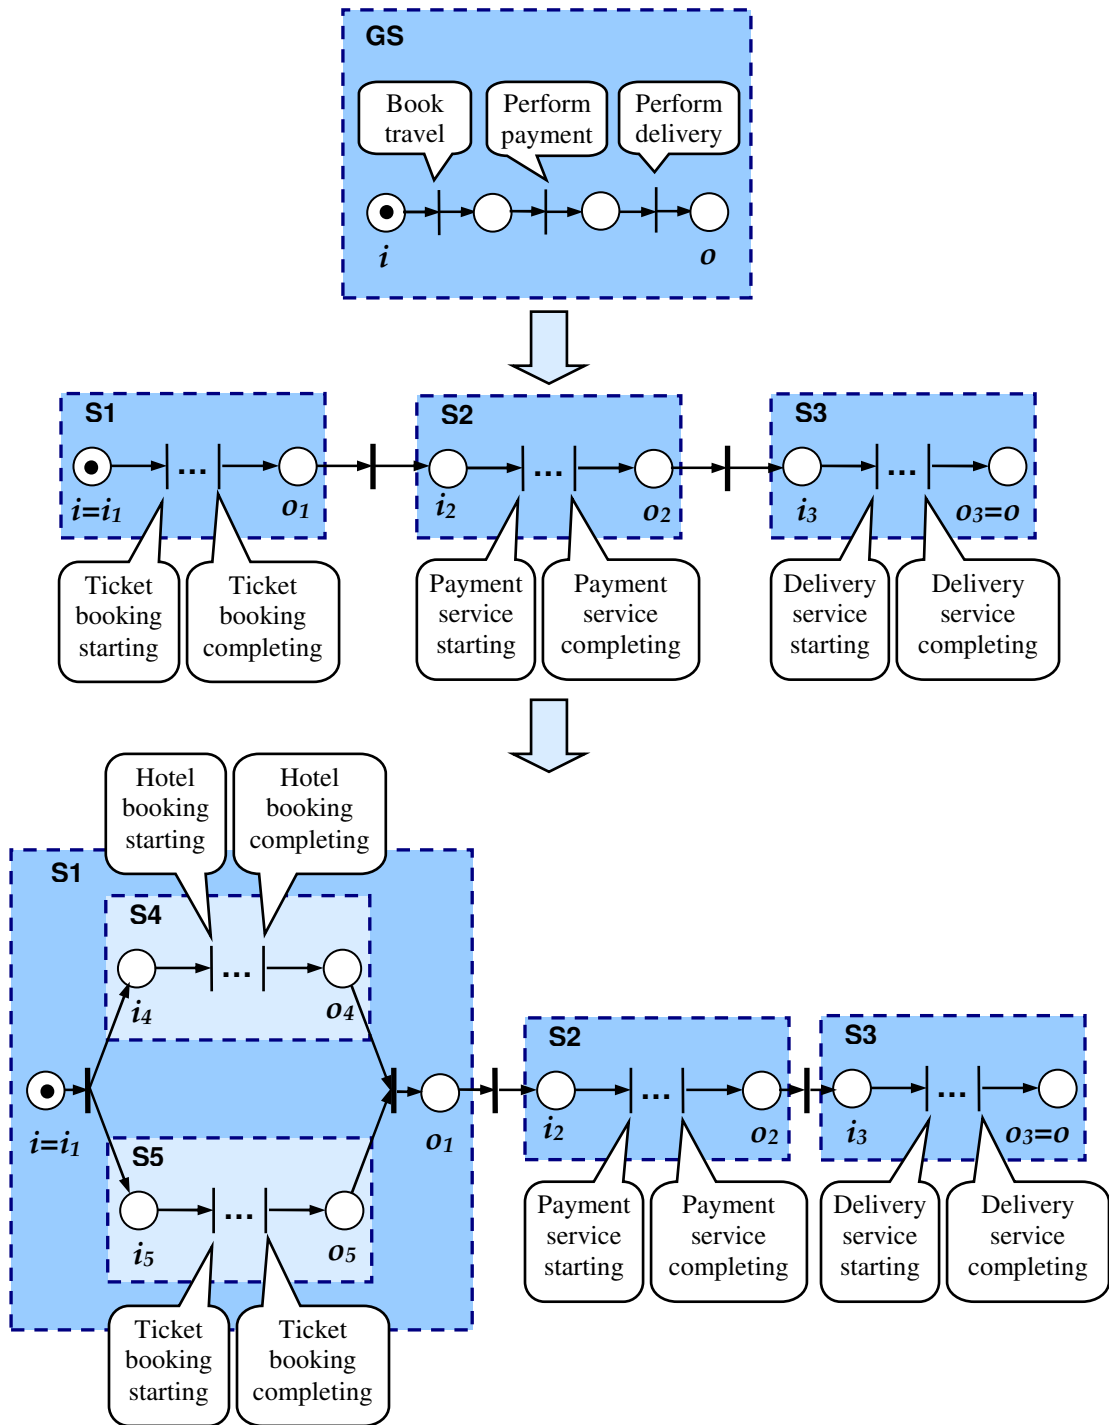 GS
Book
travel
Perform
payment
Perform
delivery
i
o
S1
...
i=i1
o1
Ticket
booking
starting
Ticket
booking
completing
S2
...
i2
o2
Payment
service
starting
Payment
service
completing
S3
...
i3
o3=o
Delivery
service
starting
Delivery
service
completing
Hotel
booking
starting
Hotel
booking
completing
S1
S4
...
i4
o4
i=i1
o1
S5
...
i5
o5
Ticket
booking
starting
Ticket
booking
completing
S2
...
i2
o2
Payment
service
starting
Payment
service
completing
S3
...
i3
o3=o
Delivery
service
starting
Delivery
service
completing